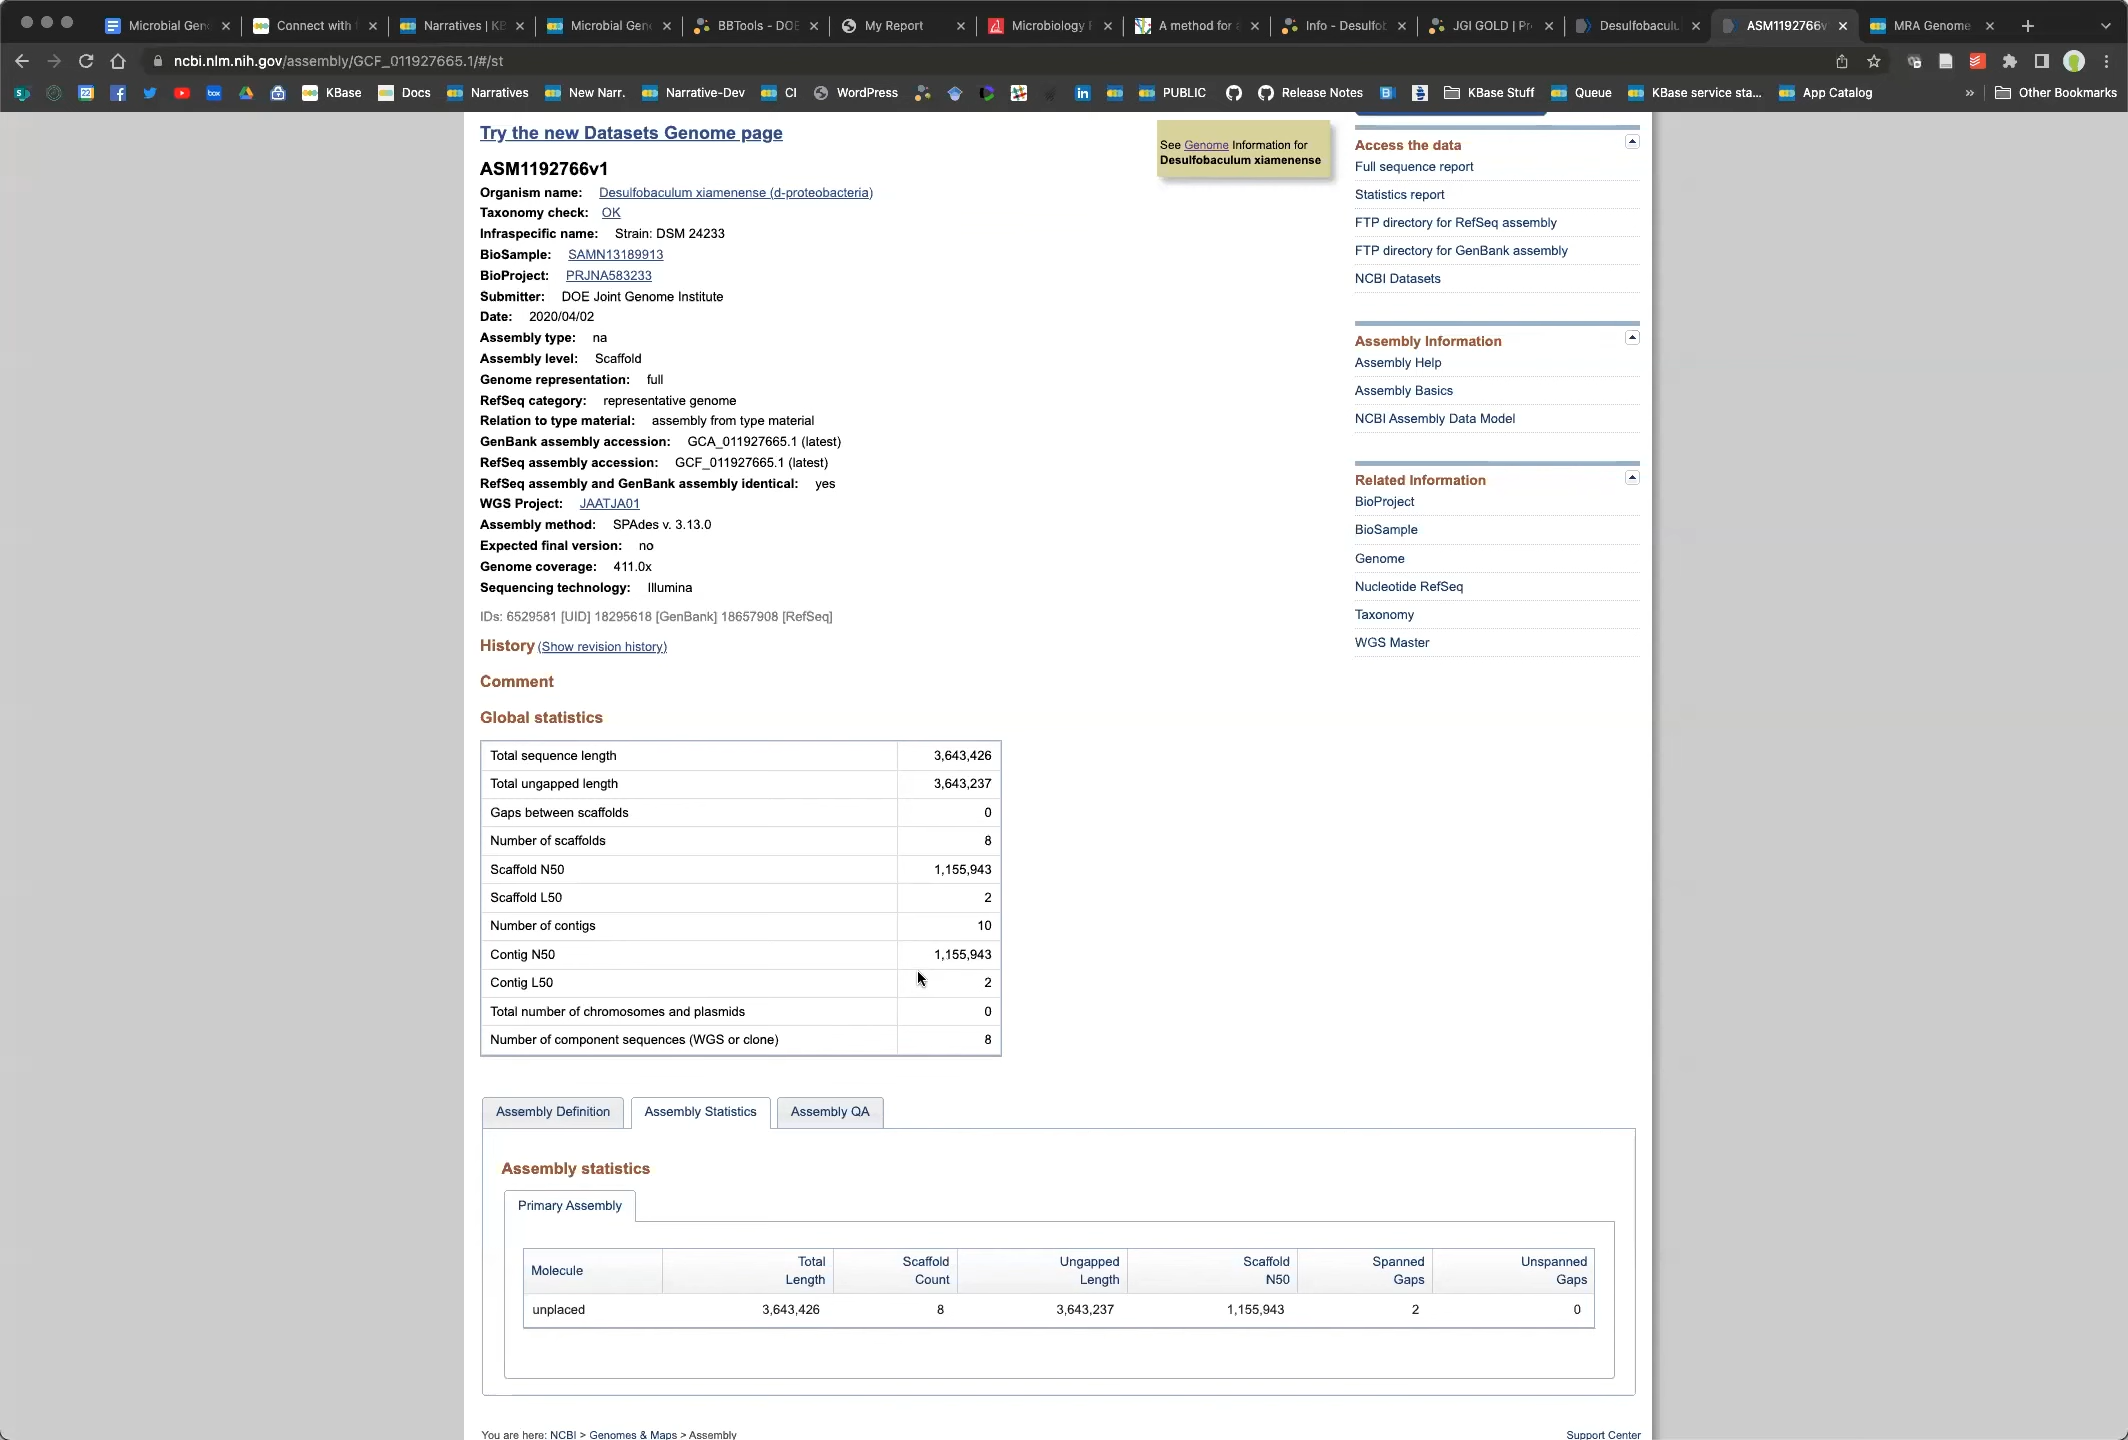 Microbial Gen
Connect with
Narratives | KB
Microbial Gen
BBTools - DOE
My Report
Microbiology
A method for
Info - Desulfob
JGI GOLD | Pr
Desulfobaculu
ASM1192766v
MRA Genome
ncbi.nlm.nih.gov/assembly/GCF_011927665.1/#/st
KBase
Docs
Narratives
New Narr.
Narrative-Dev
CI
WordPress
PUBLIC
Release Notes
KBase Stuff
Queue
KBase service sta...
App Catalog
»
Other Bookmarks
Try the new Datasets Genome page
See Genome Information for
Desulfobaculum xiamenense
ASM1192766v1
Organism name: Desulfobaculum xiamenense (d-proteobacteria)
Taxonomy check: OK
Infraspecific name: Strain: DSM 24233
BioSample: SAMN13189913
BioProject: PRJNA583233
Submitter: DOE Joint Genome Institute
Date: 2020/04/02
Assembly type: na
Assembly level: Scaffold
Genome representation: full
RefSeq category: representative genome
Relation to type material: assembly from type material
GenBank assembly accession: GCA_011927665.1 (latest)
RefSeq assembly accession: GCF_011927665.1 (latest)
RefSeq assembly and GenBank assembly identical: yes
WGS Project: JAATJA01
Assembly method: SPAdes v. 3.13.0
Expected final version: no
Genome coverage: 411.0x
Sequencing technology: Illumina
IDs: 6529581 [UID] 18295618 [GenBank] 18657908 [RefSeq]
History (Show revision history)
Comment
Global statistics
Total sequence length 3,643,426
Total ungapped length 3,643,237
Gaps between scaffolds 0
Number of scaffolds 8
Scaffold N50 1,155,943
Scaffold L50 2
Number of contigs 10
Contig N50 1,155,943
Contig L50 2
Total number of chromosomes and plasmids 0
Number of component sequences (WGS or clone) 8
Access the data
Full sequence report
Statistics report
FTP directory for RefSeq assembly
FTP directory for GenBank assembly
NCBI Datasets
Assembly Information
Assembly Help
Assembly Basics
NCBI Assembly Data Model
Related Information
BioProject
BioSample
Genome
Nucleotide RefSeq
Taxonomy
WGS Master
Assembly Definition
Assembly Statistics
Assembly QA
Assembly statistics
Primary Assembly
Molecule Total Length Scaffold Count Ungapped Length Scaffold N50 Spanned Gaps Unspanned Gaps
unplaced 3,643,426 8 3,643,237 1,155,943 2 0
You are here: NCBI > Genomes & Maps > Assembly
Support Center